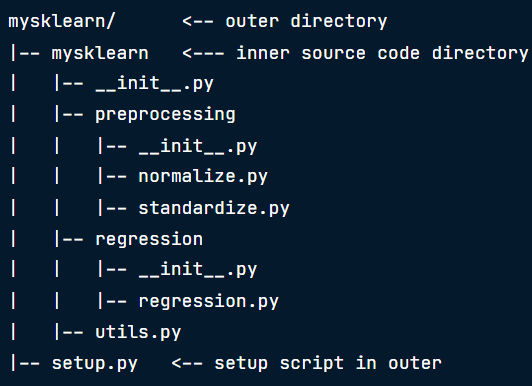 mysklearn/     <-- outer directory
|-- mysklearn   <--- inner source code directory
|   |-- __init__.py
|   |-- preprocessing
|   |   |-- __init__.py
|   |   |-- normalize.py
|   |   |-- standardize.py
|   |-- regression
|   |   |-- __init__.py
|   |   |-- regression.py
|   |-- utils.py
|-- setup.py   <-- setup script in outer